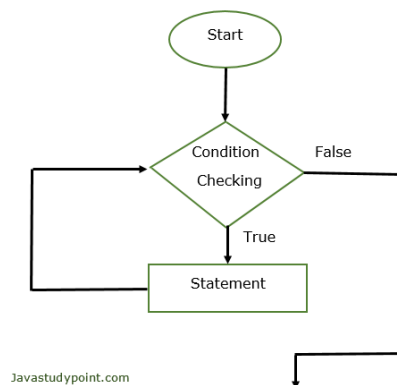 Start
Condition
Checking
False
True
Statement
Javastudypoint.com